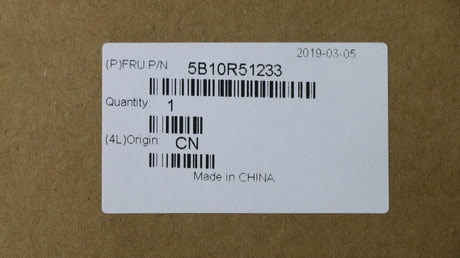 2019-03-05
(P)FRU P/N: 5B10R51233
Quantity: 1
(4L)Origin: CN
Made in CHINA